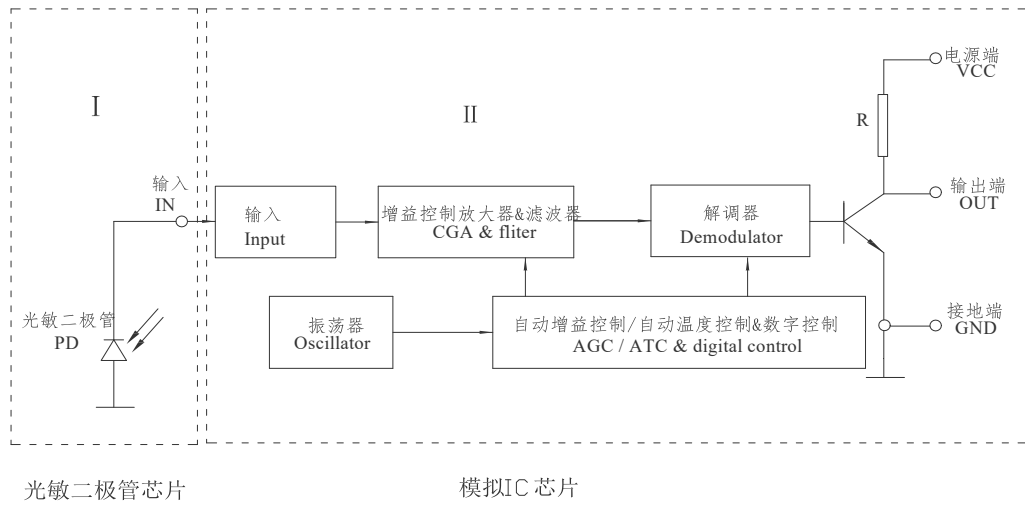 I
II
电源端
VCC
R
输入
IN
输入
Input
增益控制放大器&滤波器
CGA & fliter
解调器
Demodulator
输出端
OUT
光敏二极管
PD
振荡器
Oscillator
自动增益控制/自动温度控制&数字控制
AGC / ATC & digital control
接地端
GND
光敏二极管芯片
模拟IC芯片